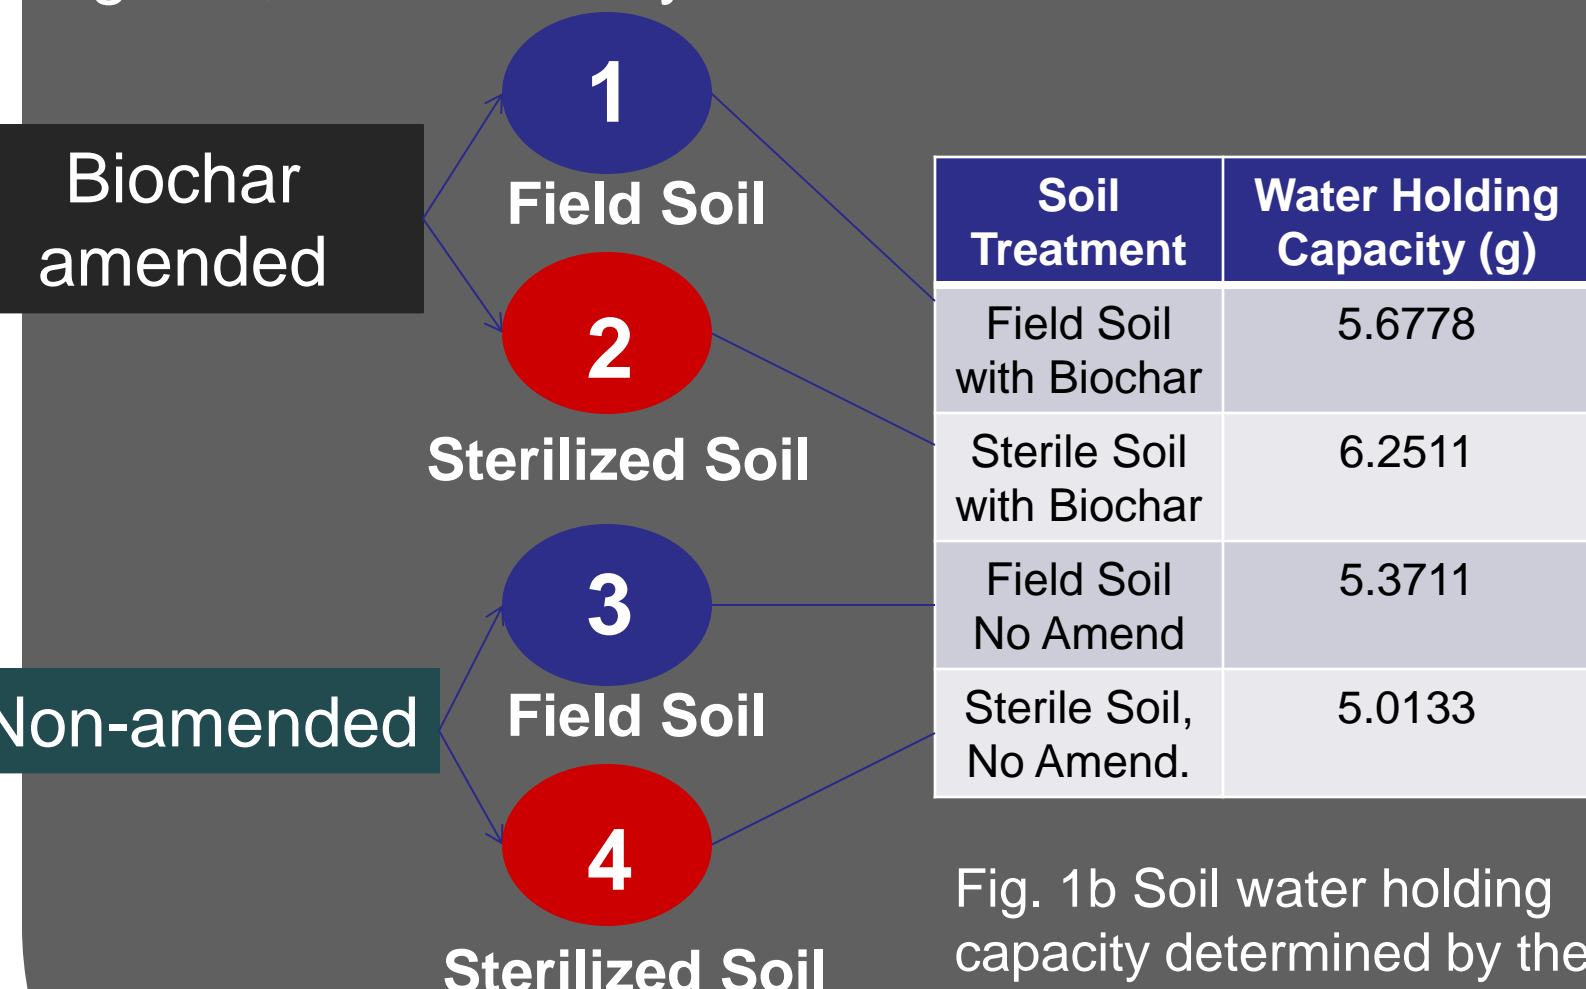 1
Field Soil
Biochar
amended
2
Sterilized Soil
3
Field Soil
Non-amended
4
Sterilized Soil
Soil Treatment
Water Holding Capacity (g)
Field Soil with Biochar
5.6778
Sterile Soil with Biochar
6.2511
Field Soil No Amend
5.3711
Sterile Soil, No Amend.
5.0133
Fig. 1b Soil water holding
capacity determined by the